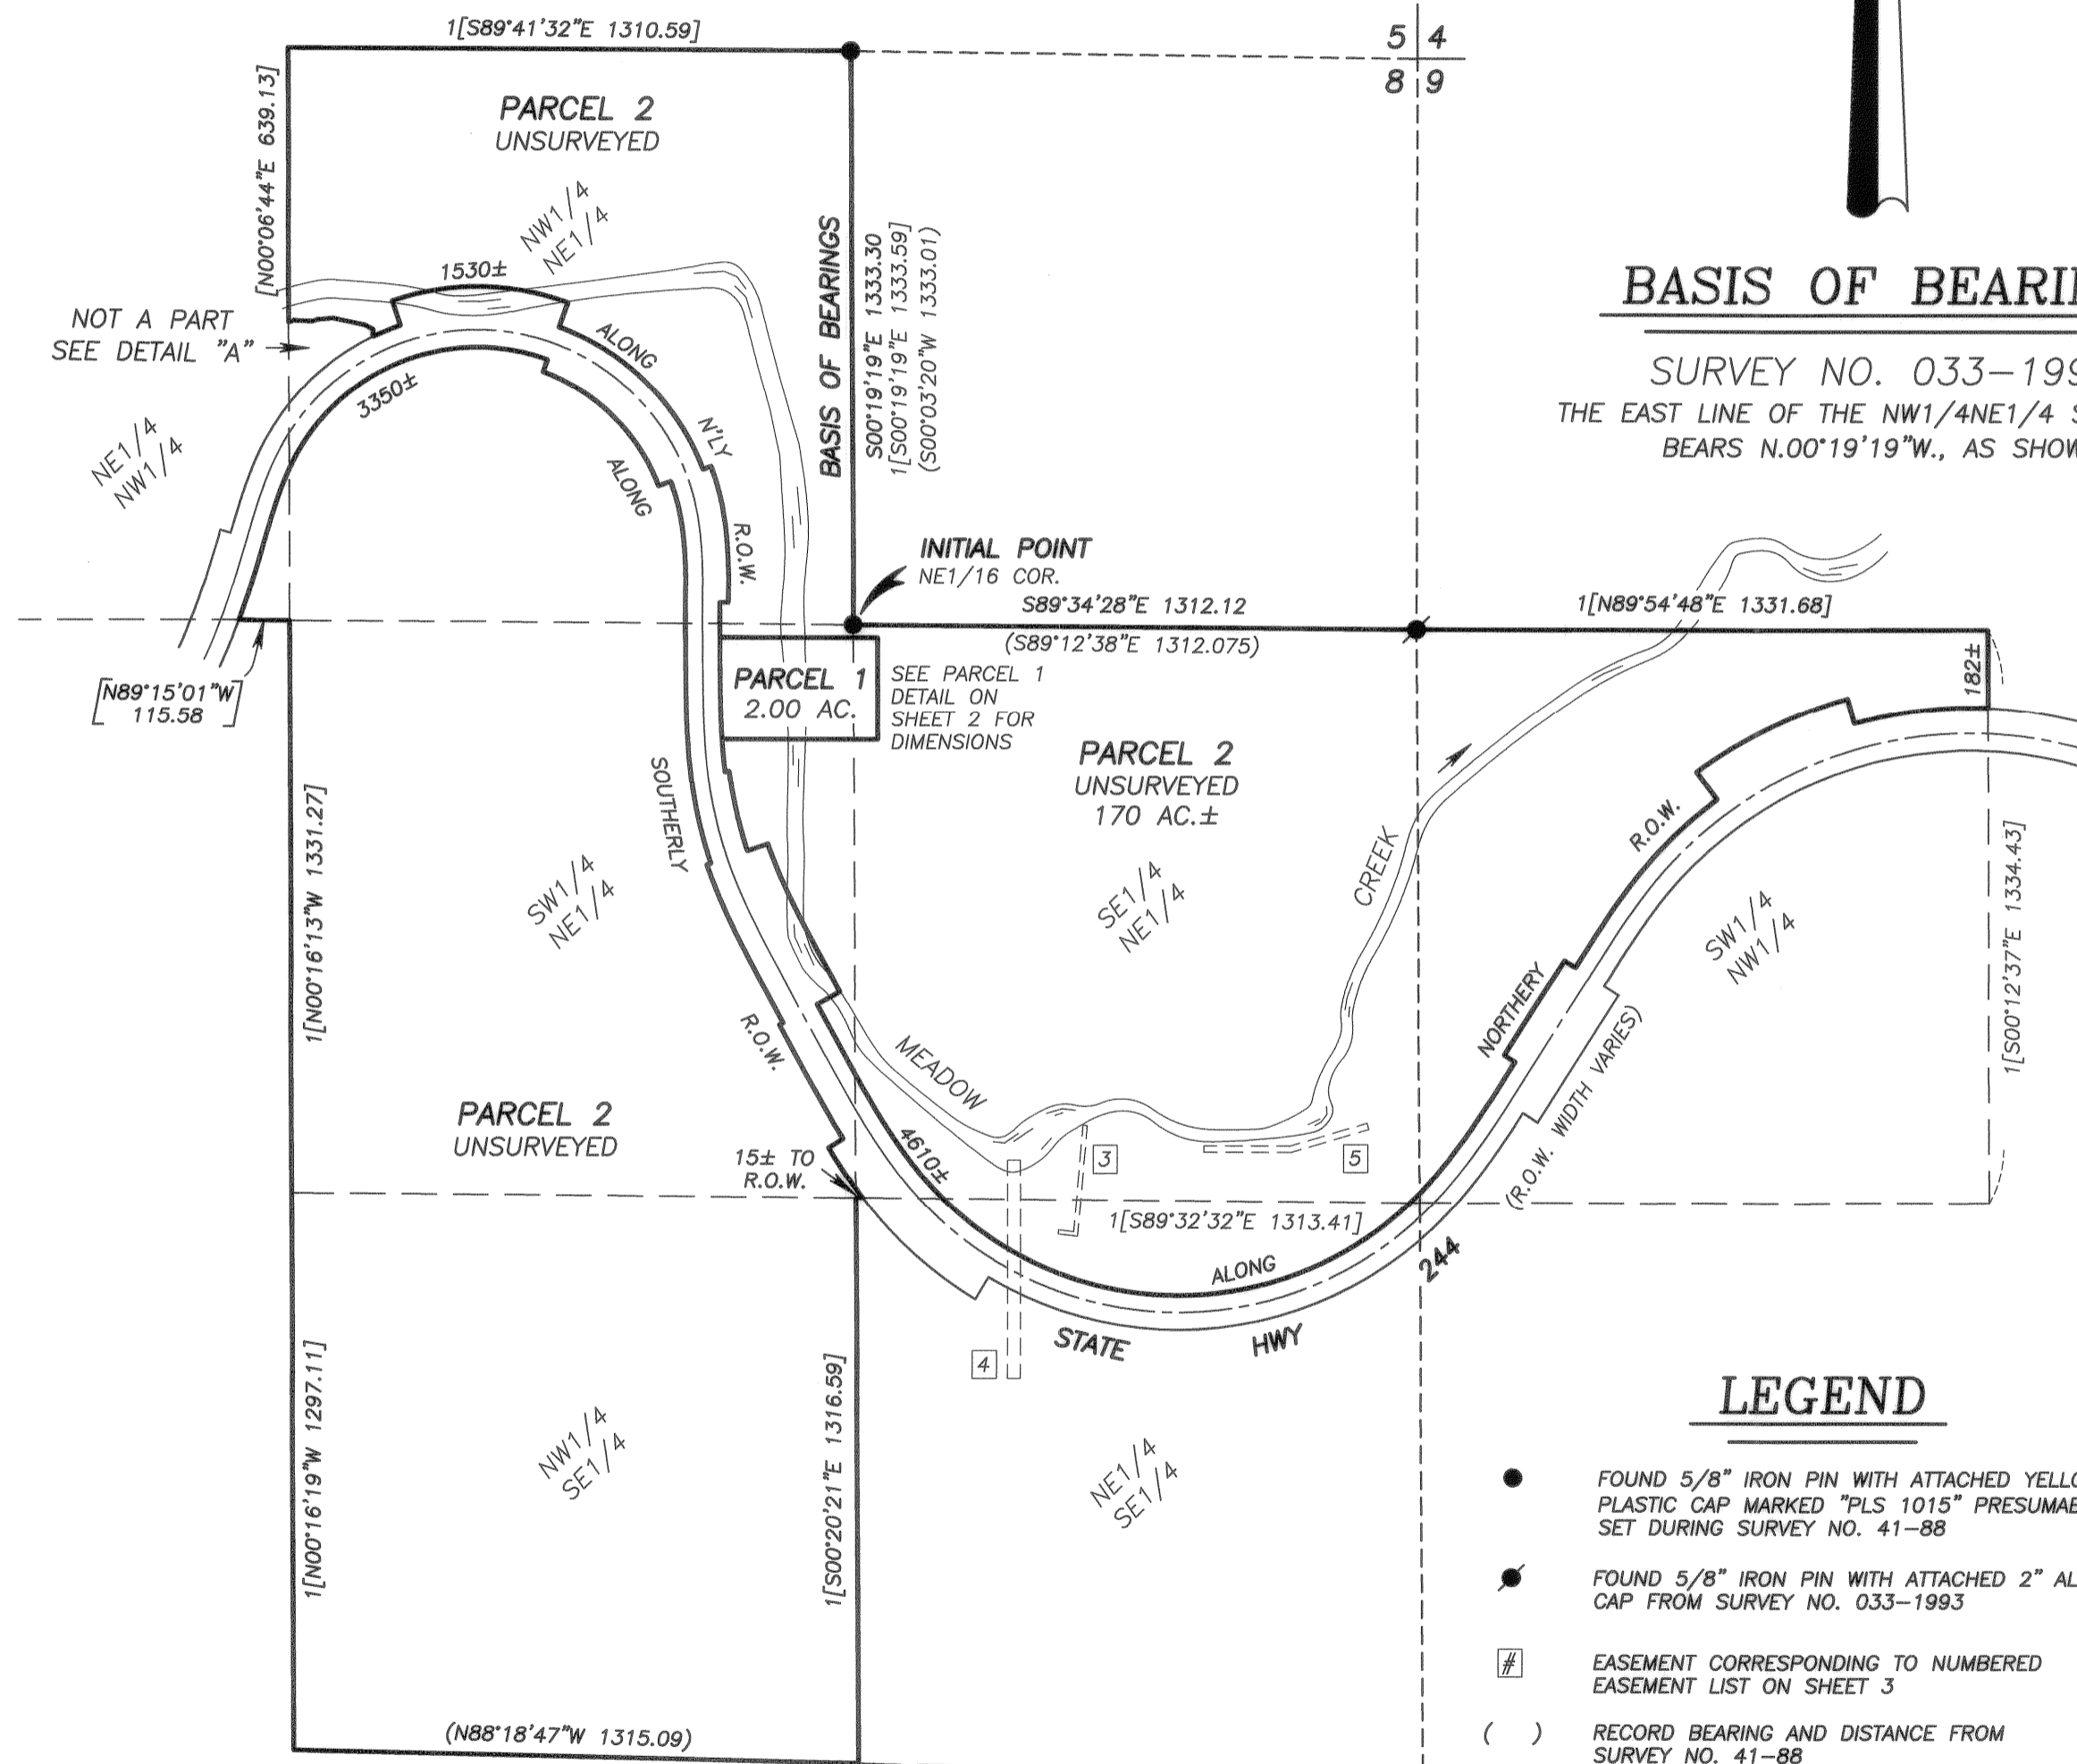 1[S89°41'32"E 1310.59]
5 4
8 9
PARCEL 2
UNSURVEYED
[N00°06'44"E 639.13]
NW1/4
NE1/4
1530±
NOT A PART
SEE DETAIL "A"
3350±
ALONG
N'LY
R.O.W.
ALONG
NE1/4
NW1/4
BASIS OF BEARINGS
S00°19'19"E 1333.30
1[S00°19'19"E 1333.59]
(S00°03'20"W 1333.01)
SURVEY NO.
THE EAST LINE OF THE NW1/4NE1/4
BEARS N.00°19'19"W., AS
BASIS OF
INITIAL POINT
NE1/16 COR.
S89°34'28"E 1312.12
(S89°12'38"E 1312.075)
1[N89°54'48"E 1331.68]
182±
[N89°15'01"W
115.58]
PARCEL 1
2.00 AC.
SEE PARCEL 1
DETAIL ON
SHEET 2 FOR
DIMENSIONS
PARCEL 2
UNSURVEYED
170 AC.±
SOUTHERLY
R.O.W.
1[N00°16'13"W 1331.27]
SW1/4
NE1/4
SE1/4
NE1/4
CREEK
MEADOW
NORTHERY
R.O.W.
SW1/4
NW1/4
1[S00°12'37"E 1334.43]
(R.O.W. WIDTH VARIES)
PARCEL 2
UNSURVEYED
15± TO
R.O.W.
4610±
3
5
1[S89°32'32"E 1313.41]
ALONG
STATE HWY 244
4
1[N00°16'19"W 1297.11]
1[S00°20'21"E 1316.59]
NW1/4
SE1/4
NE1/4
SE1/4
(N88°18'47"W 1315.09)
LEGEND
FOUND 5/8" IRON PIN WITH ATTACHED
PLASTIC CAP MARKED "PLS 1015"
SET DURING SURVEY NO. 41-88
FOUND 5/8" IRON PIN WITH ATTACHED 2"
CAP FROM SURVEY NO. 033-1993
# EASEMENT CORRESPONDING TO NUMBERED
EASEMENT LIST ON SHEET 3
( ) RECORD BEARING AND DISTANCE FROM
SURVEY NO. 41-88